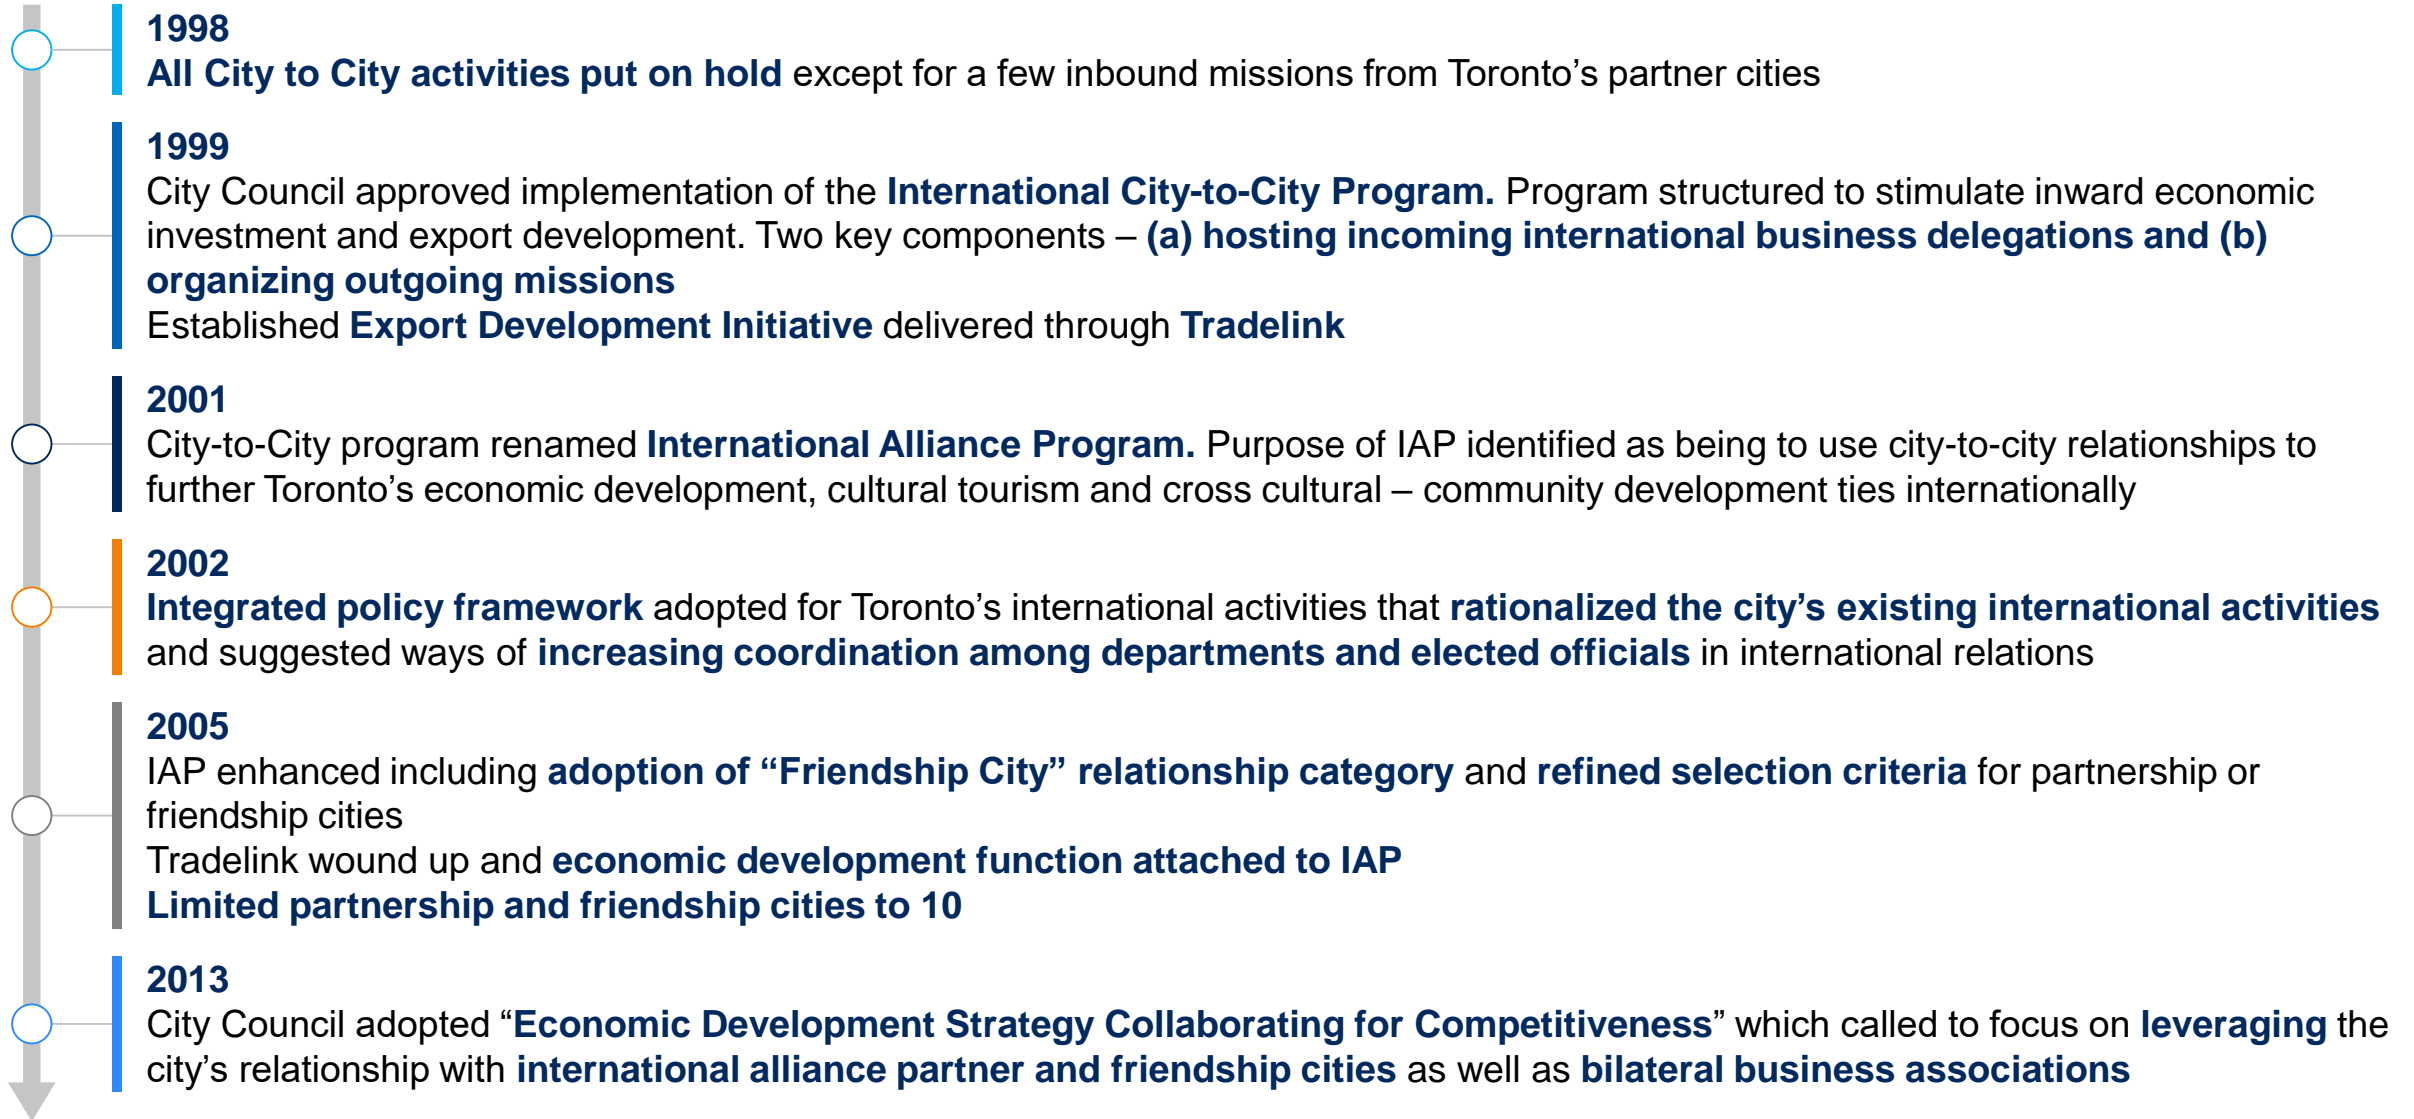 1998
All City to City activities put on hold except for a few inbound missions from Toronto’s partner cities
1999
City Council approved implementation of the International City-to-City Program. Program structured to stimulate inward economic
investment and export development. Two key components – (a) hosting incoming international business delegations and (b)
organizing outgoing missions
Established Export Development Initiative delivered through Tradelink
2001
City-to-City program renamed International Alliance Program. Purpose of IAP identified as being to use city-to-city relationships to
further Toronto’s economic development, cultural tourism and cross cultural – community development ties internationally
2002
Integrated policy framework adopted for Toronto’s international activities that rationalized the city’s existing international activities
and suggested ways of increasing coordination among departments and elected officials in international relations
2005
IAP enhanced including adoption of “Friendship City” relationship category and refined selection criteria for partnership or
friendship cities
Tradelink wound up and economic development function attached to IAP
Limited partnership and friendship cities to 10
2013
City Council adopted “Economic Development Strategy Collaborating for Competitiveness” which called to focus on leveraging the
city’s relationship with international alliance partner and friendship cities as well as bilateral business associations